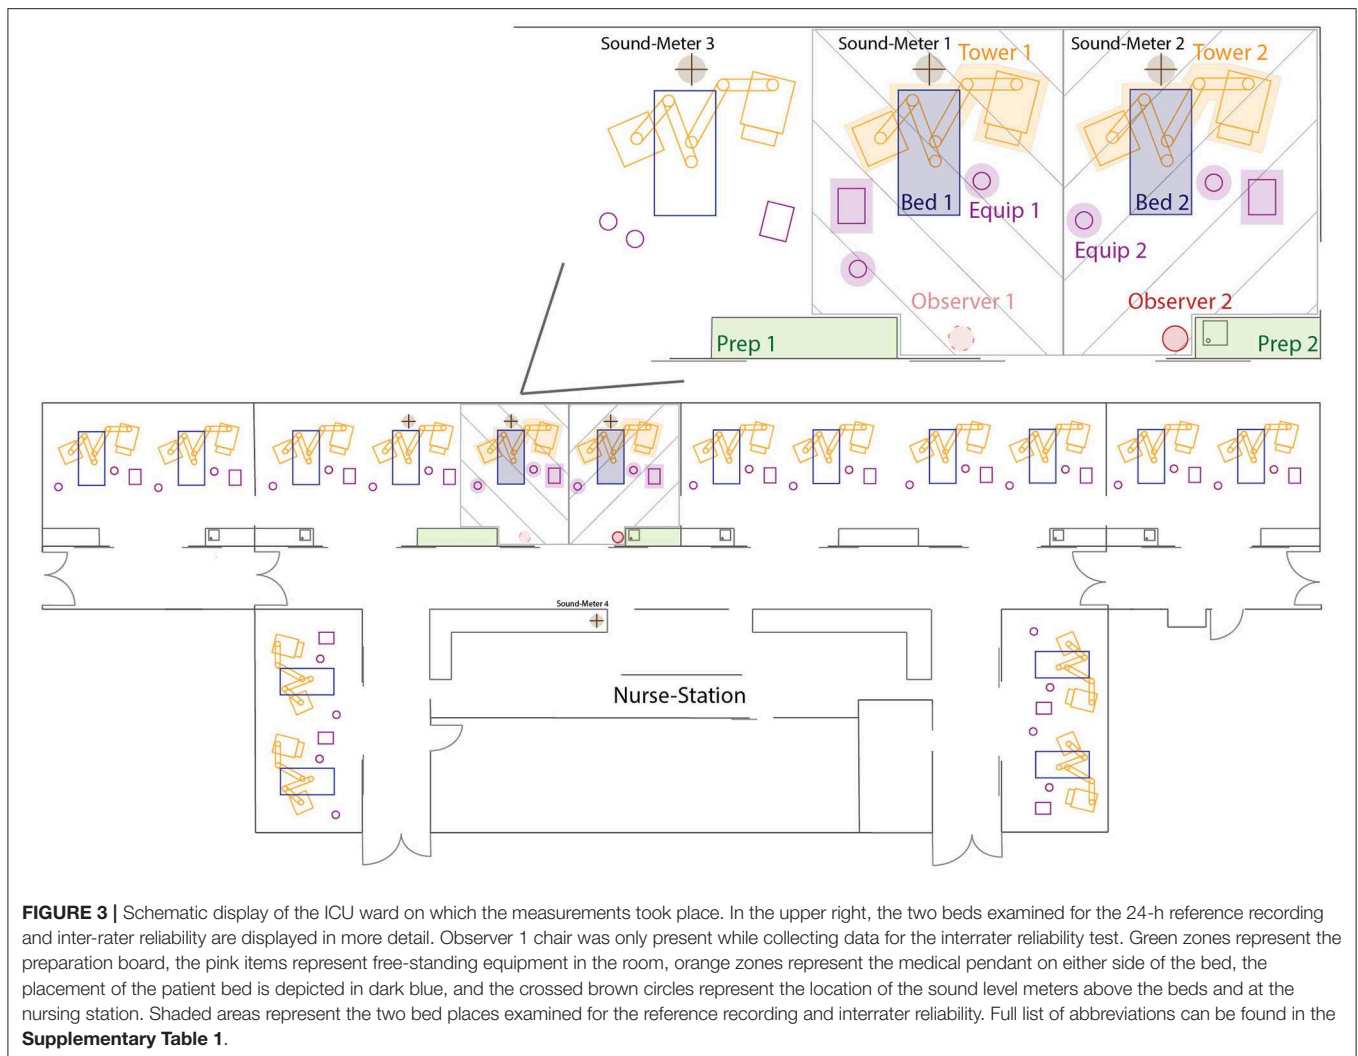 Sound-Meter 3
Sound-Meter 1
Tower 1
Sound-Meter 2
Tower 2
Bed 1
Equip 1
Bed 2
Equip 2
Observer 1
Observer 2
Prep 1
Prep 2
Sound-Meter 4
Nurse-Station
FIGURE 3 | Schematic display of the ICU ward on which the measurements took place. In the upper right, the two beds examined for the 24-h reference recording
and inter-rater reliability are displayed in more detail. Observer 1 chair was only present while collecting data for the interrater reliability test. Green zones represent the
preparation board, the pink items represent free-standing equipment in the room, orange zones represent the medical pendant on either side of the bed, the
placement of the patient bed is depicted in dark blue, and the crossed brown circles represent the location of the sound level meters above the beds and at the
nursing station. Shaded areas represent the two bed places examined for the reference recording and interrater reliability. Full list of abbreviations can be found in the
Supplementary Table 1.